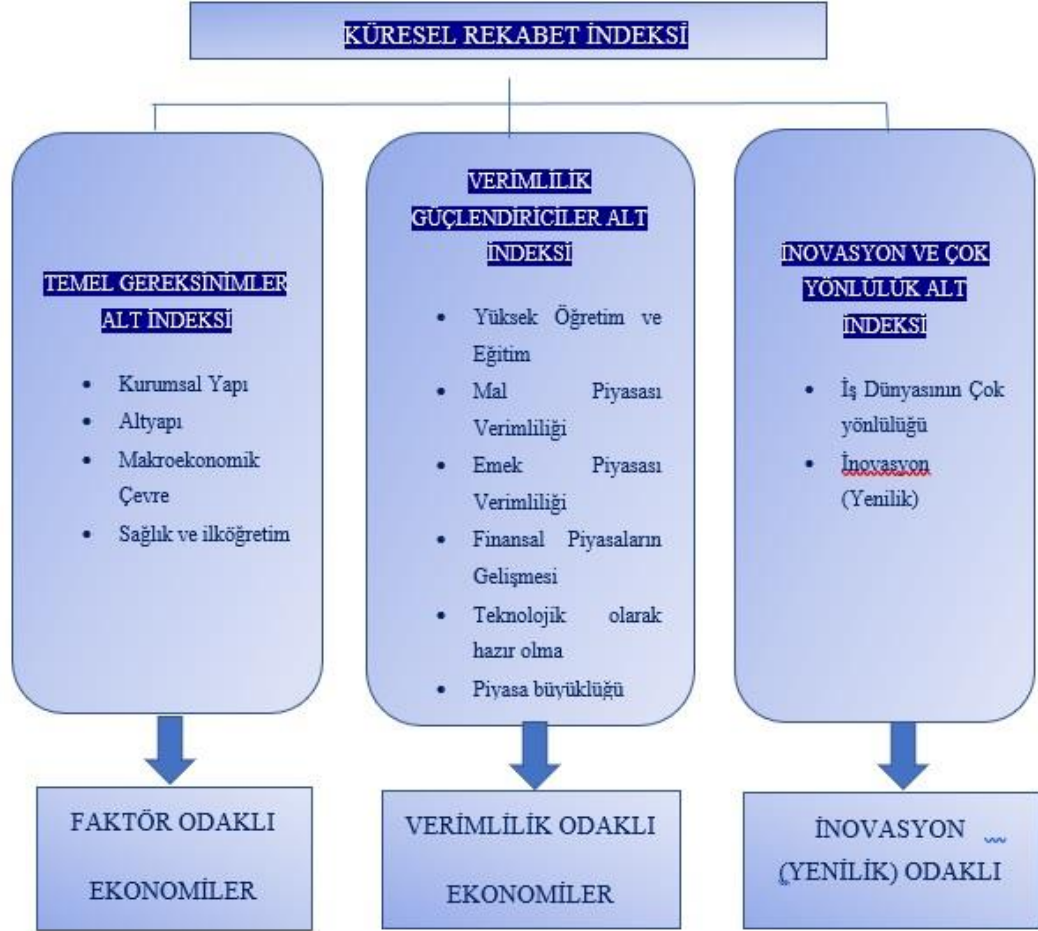 KÜRESEL REKABET İNDEKSİ
TEMEL GEREKSİNİMLER
ALT İNDEKSİ
• Kurumsal Yapı
• Altyapı
• Makroekonomik
Çevre
• Sağlık ve ilköğretim
VERİMLİLİK
GÜÇLENDİRİCİLER ALT
İNDEKSİ
• Yüksek Öğretim ve
Eğitim
• Mal Piyasası
Verimliliği
• Emek Piyasası
Verimliliği
• Finansal Piyasaların
Gelişmesi
• Teknolojik olarak
hazır olma
• Piyasa büyüklüğü
İNOVASYON VE ÇOK
YÖNLÜLÜK ALT
İNDEKSİ
• İş Dünyasının Çok
yönlülüğü
• İnovasyon
(Yenilik)
FAKTÖR ODAKLI
EKONOMİLER
VERİMLİLİK ODAKLI
EKONOMİLER
İNOVASYON
(YENİLİK) ODAKLI